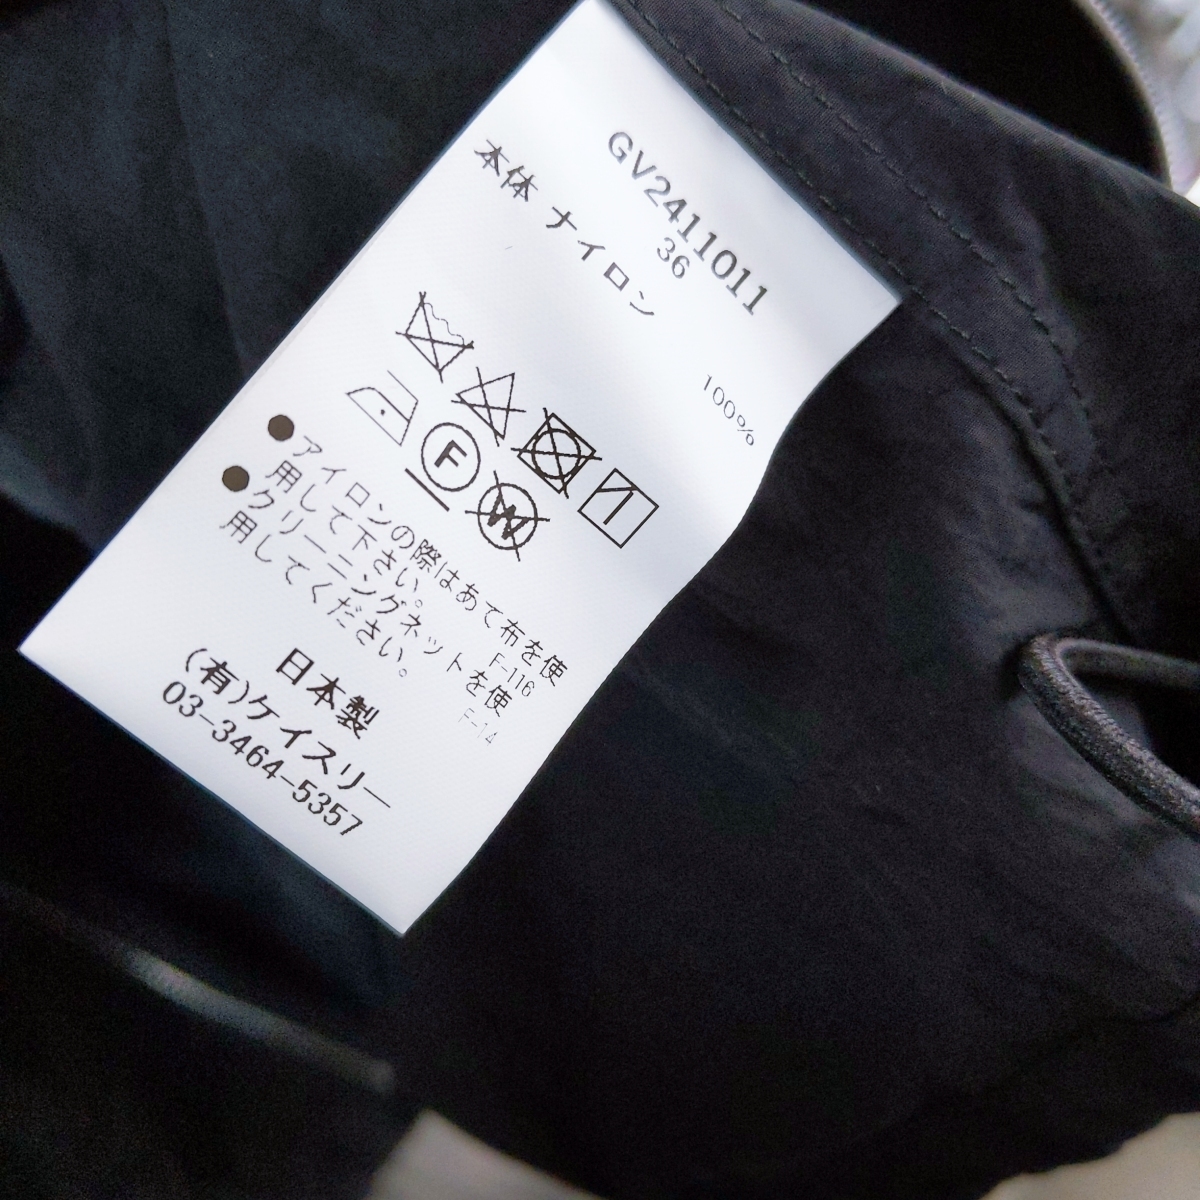 GV2411011
36
本体 ナイロン 100%
F
W
●アイロンの際はあて布を使
用して下さい。 F-116
●クリーニングネットを使
用してください。 F-14
日本製
(有)ケイスリー
03-3464-5357